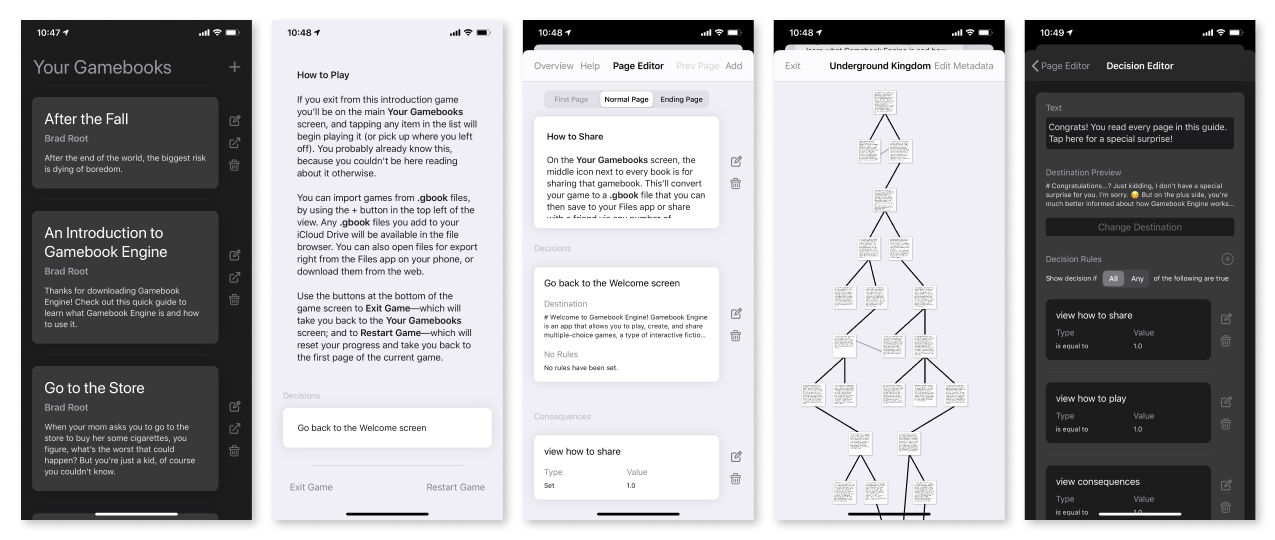 10:47
Your Gamebooks
+
After the Fall
Brad Root
After the end of the world, the biggest risk
is dying of boredom.
An Introduction to
Gamebook Engine
Brad Root
Thanks for downloading Gamebook
Engine! Check out this quick guide to
learn what Gamebook Engine is and how
to use it.
Go to the Store
Brad Root
When your mom asks you to go to the
store to buy her some cigarettes, you
figure, what's the worst that could
happen? But you're just a kid, of course
you couldn't know.
10:48
How to Play
If you exit from this introduction game
you'll be on the main Your Gamebooks
screen, and tapping any item in the list will
begin playing it (or pick up where you left
off). You probably already know this,
because you couldn't be here reading
about it otherwise.
You can import games from .gbook files,
by using the + button in the top left of the
view. Any .gbook files you add to your
iCloud Drive will be available in the file
browser. You can also open files for export
right from the Files app on your phone, or
download them from the web.
Use the buttons at the bottom of the
game screen to Exit Game—which will
take you back to the Your Gamebooks
screen; and to Restart Game—which will
reset your progress and take you back to
the first page of the current game.
Decisions
Go back to the Welcome screen
Exit Game Restart Game
10:48
Overview Help Page Editor Prev Page Add
First Page Normal Page Ending Page
How to Share
On the Your Gamebooks screen, the
middle icon next to every book is for
sharing that gamebook. This'll convert
your game to a .gbook file that you can
then save to your Files app or share
with a friend via any number of
Decisions
Go back to the Welcome screen
Destination
# Welcome to Gamebook Engine! Gamebook Engine
is an app that allows you to play, create, and share
multiple-choice games, a type of interactive fictio...
No Rules
No rules have been set.
Consequences
view how to share
Type Value
Set 1.0
10:48
learn what Gamebook Engine is and how
Exit Underground Kingdom Edit Metadata
10:49
Page Editor Decision Editor
Text
Congrats! You read every page in this guide.
Tap here for a special surprise!
Destination Preview
# Congratulations...? Just kidding, I don't have a special
surprise for you. I'm sorry. 😅 But on the plus side, you're
much better informed about how Gamebook Engine works...
Change Destination
Decision Rules
Show decision if All Any of the following are true
view how to share
Type Value
is equal to 1.0
view how to play
Type Value
is equal to 1.0
view consequences
Type Value
is equal to 1.0